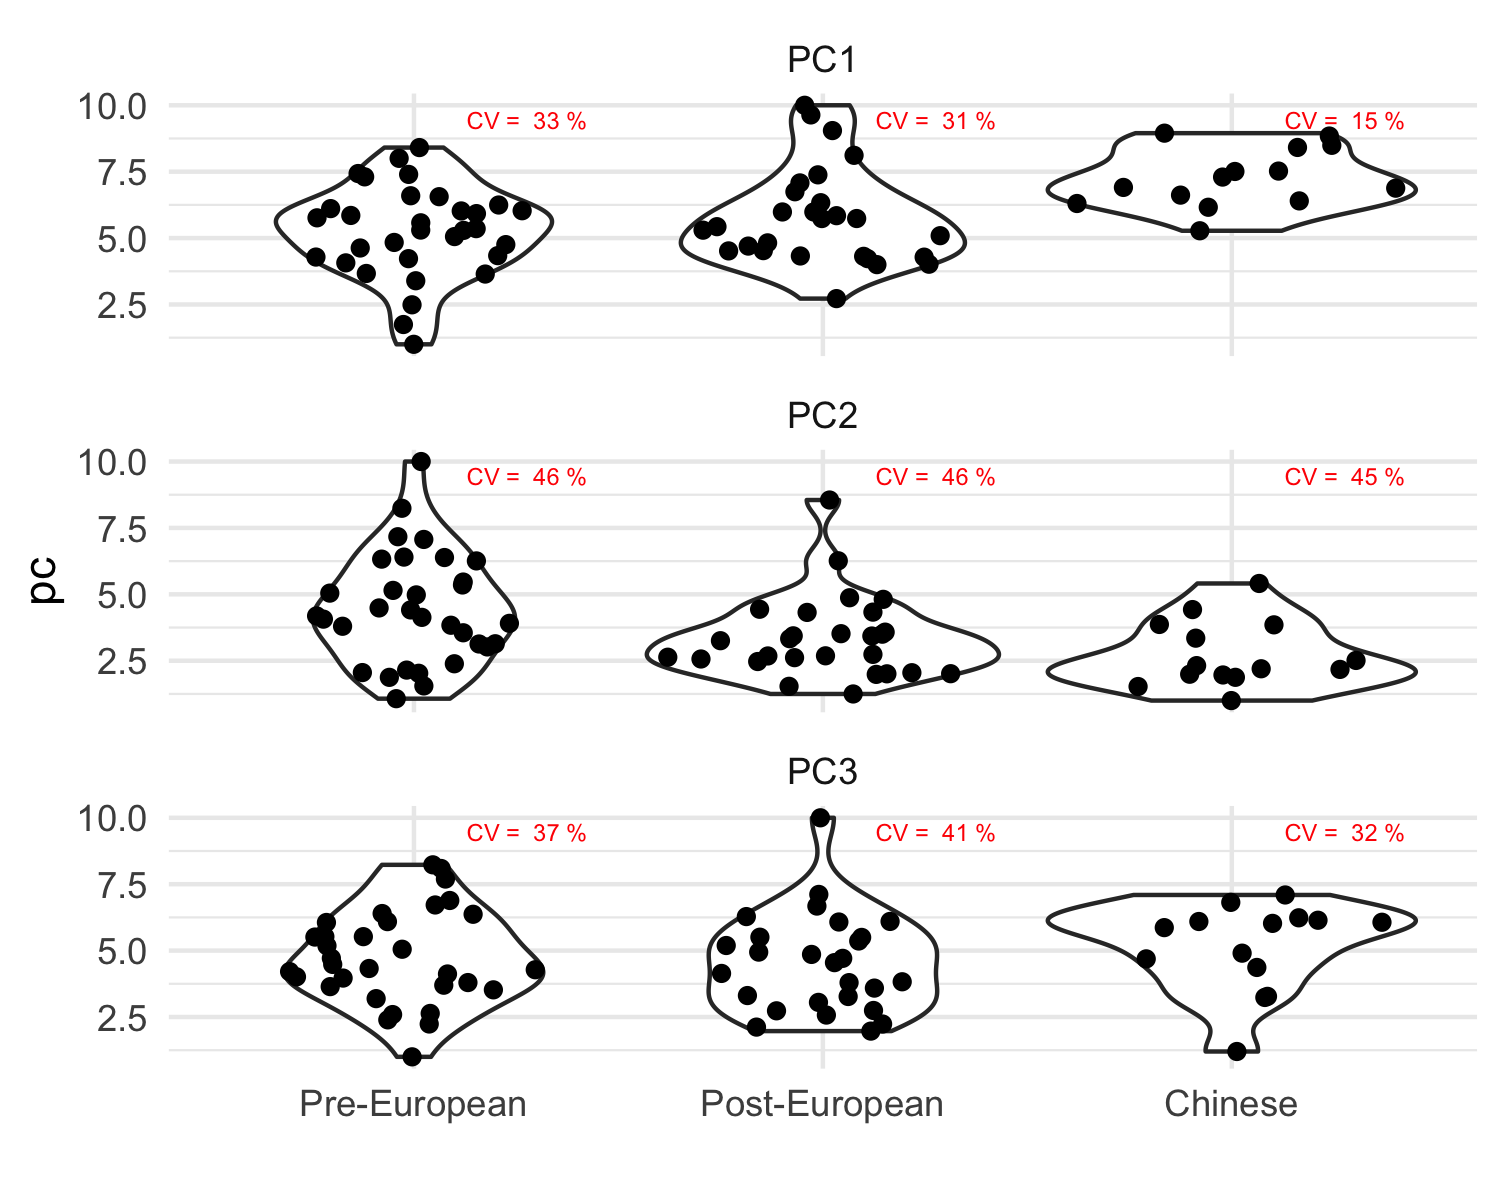 PC1
10.0
7.5
5.0
2.5
CV = 33 %
CV = 31 %
CV = 15 %
PC2
10.0
7.5
5.0
2.5
CV = 46 %
CV = 46 %
CV = 45 %
pc
PC3
10.0
7.5
5.0
2.5
CV = 37 %
CV = 41 %
CV = 32 %
Pre-European
Post-European
Chinese